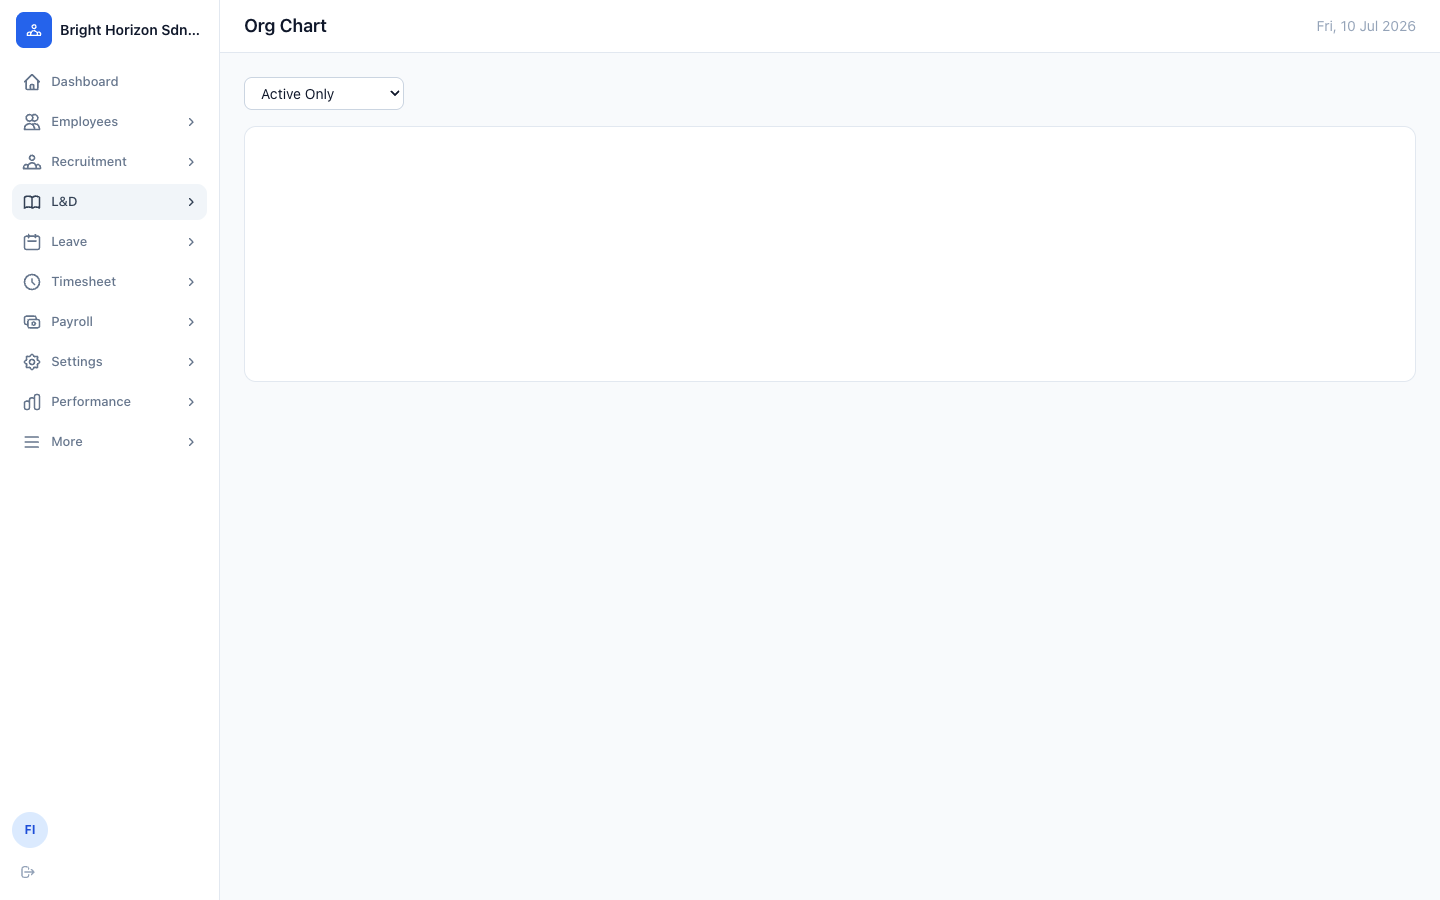 Bright Horizon Sdn...
Dashboard
Employees
Recruitment
L&D
Leave
Timesheet
Payroll
Settings
Performance
More
FI
Org Chart
Fri, 10 Jul 2026
Active Only